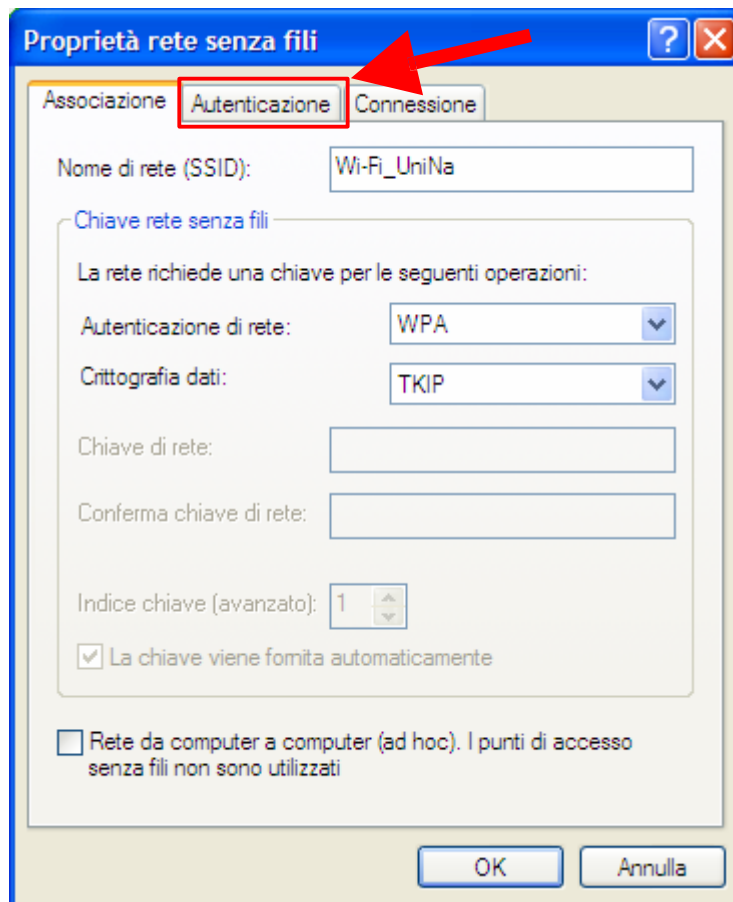 Proprietà rete senza fili
Associazione Autenticazione Connessione
Nome di rete (SSID): Wi-Fi_UniNa
Chiave rete senza fili
La rete richiede una chiave per le seguenti operazioni:
Autenticazione di rete: WPA
Crittografia dati: TKIP
Chiave di rete:
Conferma chiave di rete:
Indice chiave (avanzato): 1
La chiave viene fornita automaticamente
Rete da computer a computer (ad hoc). I punti di accesso
senza fili non sono utilizzati
OK Annulla